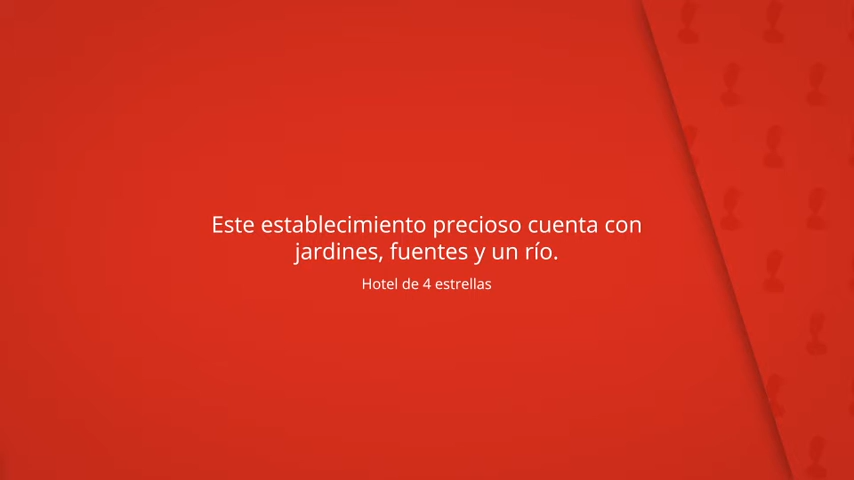 Este establecimiento precioso cuenta con
jardines, fuentes y un río.
Hotel de 4 estrellas